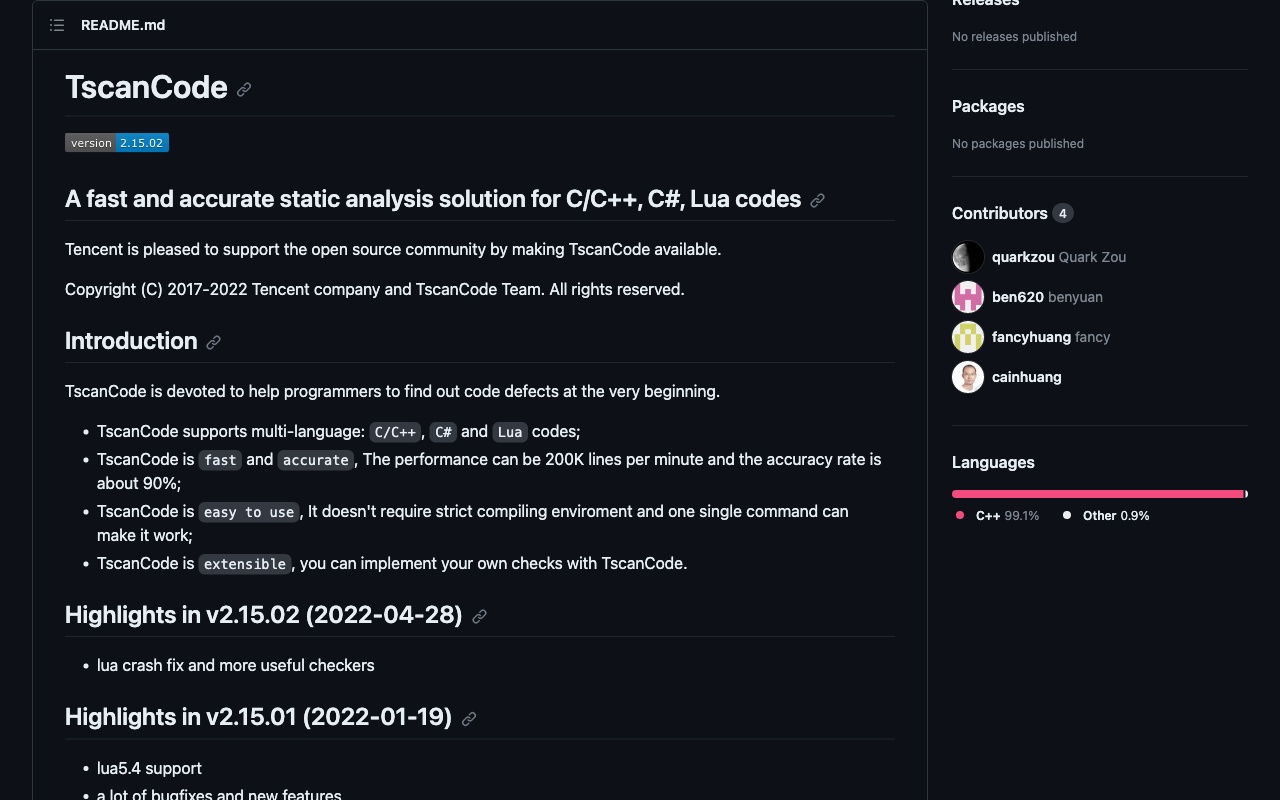 README.md
TscanCode
version 2.15.02
A fast and accurate static analysis solution for C/C++, C#, Lua codes
Tencent is pleased to support the open source community by making TscanCode available.
Copyright (C) 2017-2022 Tencent company and TscanCode Team. All rights reserved.
Introduction
TscanCode is devoted to help programmers to find out code defects at the very beginning.
• TscanCode supports multi-language: C/C++, C# and Lua codes;
• TscanCode is fast and accurate, The performance can be 200K lines per minute and the accuracy rate is
about 90%;
• TscanCode is easy to use, It doesn't require strict compiling enviroment and one single command can
make it work;
• TscanCode is extensible, you can implement your own checks with TscanCode.
Highlights in v2.15.02 (2022-04-28)
• lua crash fix and more useful checkers
Highlights in v2.15.01 (2022-01-19)
• lua5.4 support
• a lot of bugfixes and new features
Releases
No releases published
Packages
No packages published
Contributors 4
quarkzou Quark Zou
ben620 benyuan
fancyhuang fancy
cainhuang
Languages
C++ 99.1% Other 0.9%